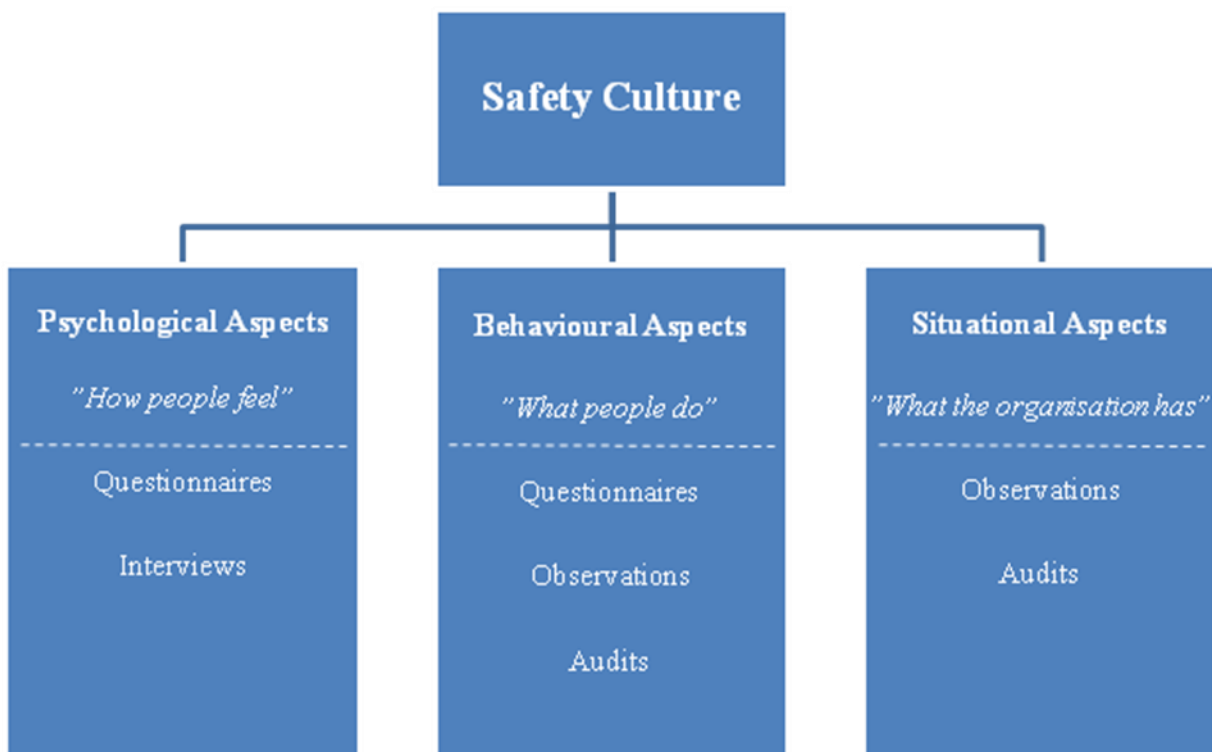 Safety Culture
Psychological Aspects
”How people feel”
Questionnaires
Interviews
Behavioural Aspects
”What people do”
Questionnaires
Observations
Audits
Situational Aspects
”What the organisation has”
Observations
Audits